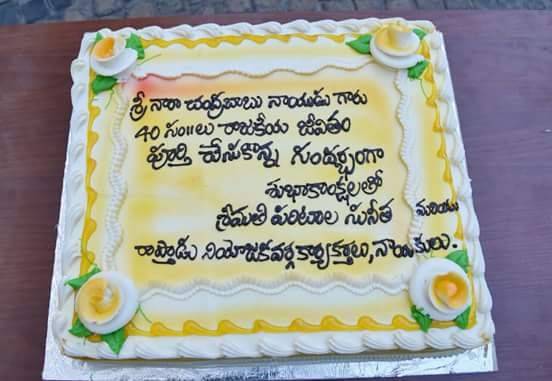 శ్రీ నారా చంద్రబాబు నాయుడు గారు
40 సం॥లు రాజకీయ జీవితం
పూర్తి చేసుకొన్న సందర్భంగా
శుభాకాంక్షలతో
శ్రీమతి పరిటాల సునీత మరియు
రాప్తాడు నియోజకవర్గ కార్యకర్తలు, నాయకులు.